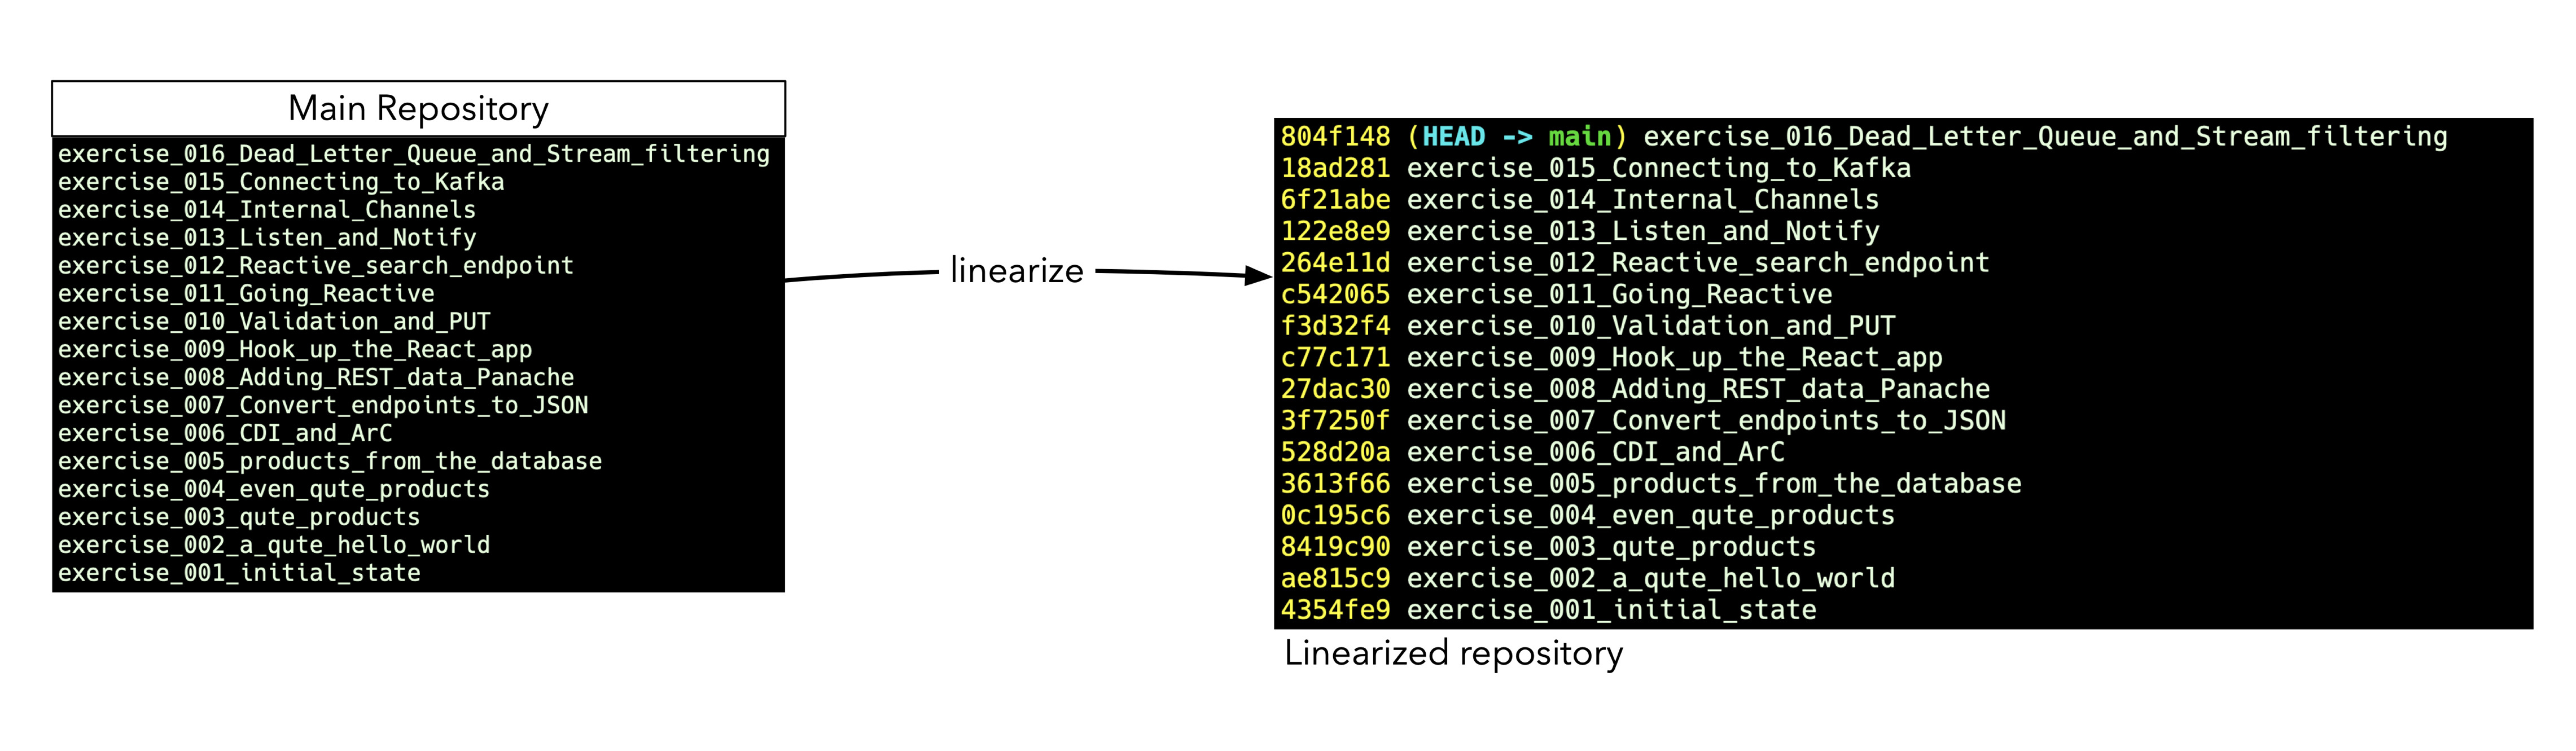 Main Repository
exercise_016_Dead_Letter_Queue_and_Stream_filtering
exercise_015_Connecting_to_Kafka
exercise_014_Internal_Channels
exercise_013_Listen_and_Notify
exercise_012_Reactive_search_endpoint
exercise_011_Going_Reactive
exercise_010_Validation_and_PUT
exercise_009_Hook_up_the_React_app
exercise_008_Adding_REST_data_Panache
exercise_007_Convert_endpoints_to_JSON
exercise_006_CDI_and_ArC
exercise_005_products_from_the_database
exercise_004_even_qute_products
exercise_003_qute_products
exercise_002_a_qute_hello_world
exercise_001_initial_state
linearize
804f148 (HEAD -> main) exercise_016_Dead_Letter_Queue_and_Stream_filtering
18ad281 exercise_015_Connecting_to_Kafka
6f21abe exercise_014_Internal_Channels
122e8e9 exercise_013_Listen_and_Notify
264e11d exercise_012_Reactive_search_endpoint
c542065 exercise_011_Going_Reactive
f3d32f4 exercise_010_Validation_and_PUT
c77c171 exercise_009_Hook_up_the_React_app
27dac30 exercise_008_Adding_REST_data_Panache
3f7250f exercise_007_Convert_endpoints_to_JSON
528d20a exercise_006_CDI_and_ArC
3613f66 exercise_005_products_from_the_database
0c195c6 exercise_004_even_qute_products
8419c90 exercise_003_qute_products
ae815c9 exercise_002_a_qute_hello_world
4354fe9 exercise_001_initial_state
Linearized repository